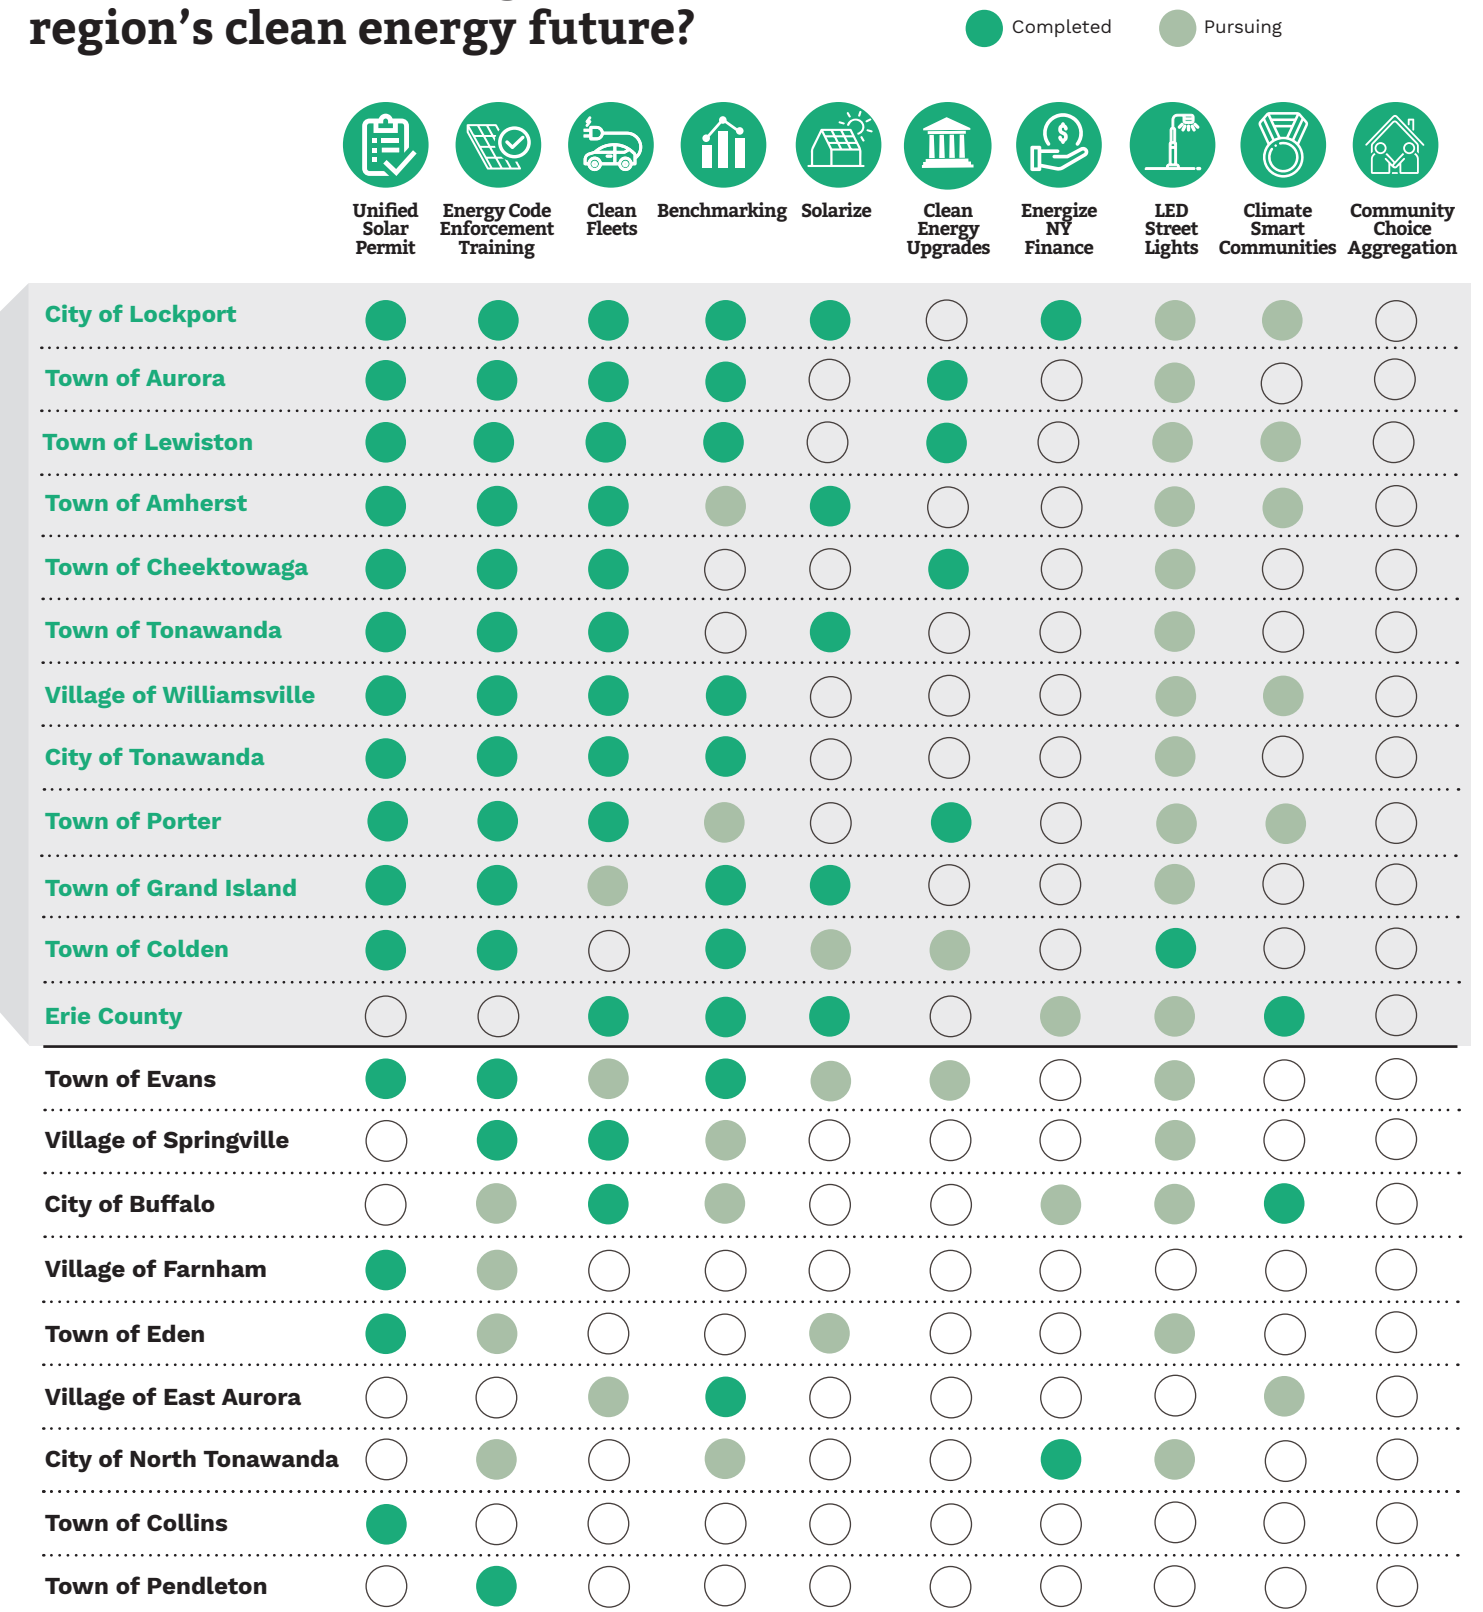 region's clean energy future?
Completed
Pursuing
Unified
Solar
Permit
Energy Code
Enforcement
Training
Clean
Fleets
Benchmarking
Solarize
Clean
Energy
Upgrades
Energize
NY
Finance
LED
Street
Lights
Climate
Smart
Communities
Community
Choice
Aggregation
City of Lockport
Town of Aurora
Town of Lewiston
Town of Amherst
Town of Cheektowaga
Town of Tonawanda
Village of Williamsville
City of Tonawanda
Town of Porter
Town of Grand Island
Town of Colden
Erie County
Town of Evans
Village of Springville
City of Buffalo
Village of Farnham
Town of Eden
Village of East Aurora
City of North Tonawanda
Town of Collins
Town of Pendleton